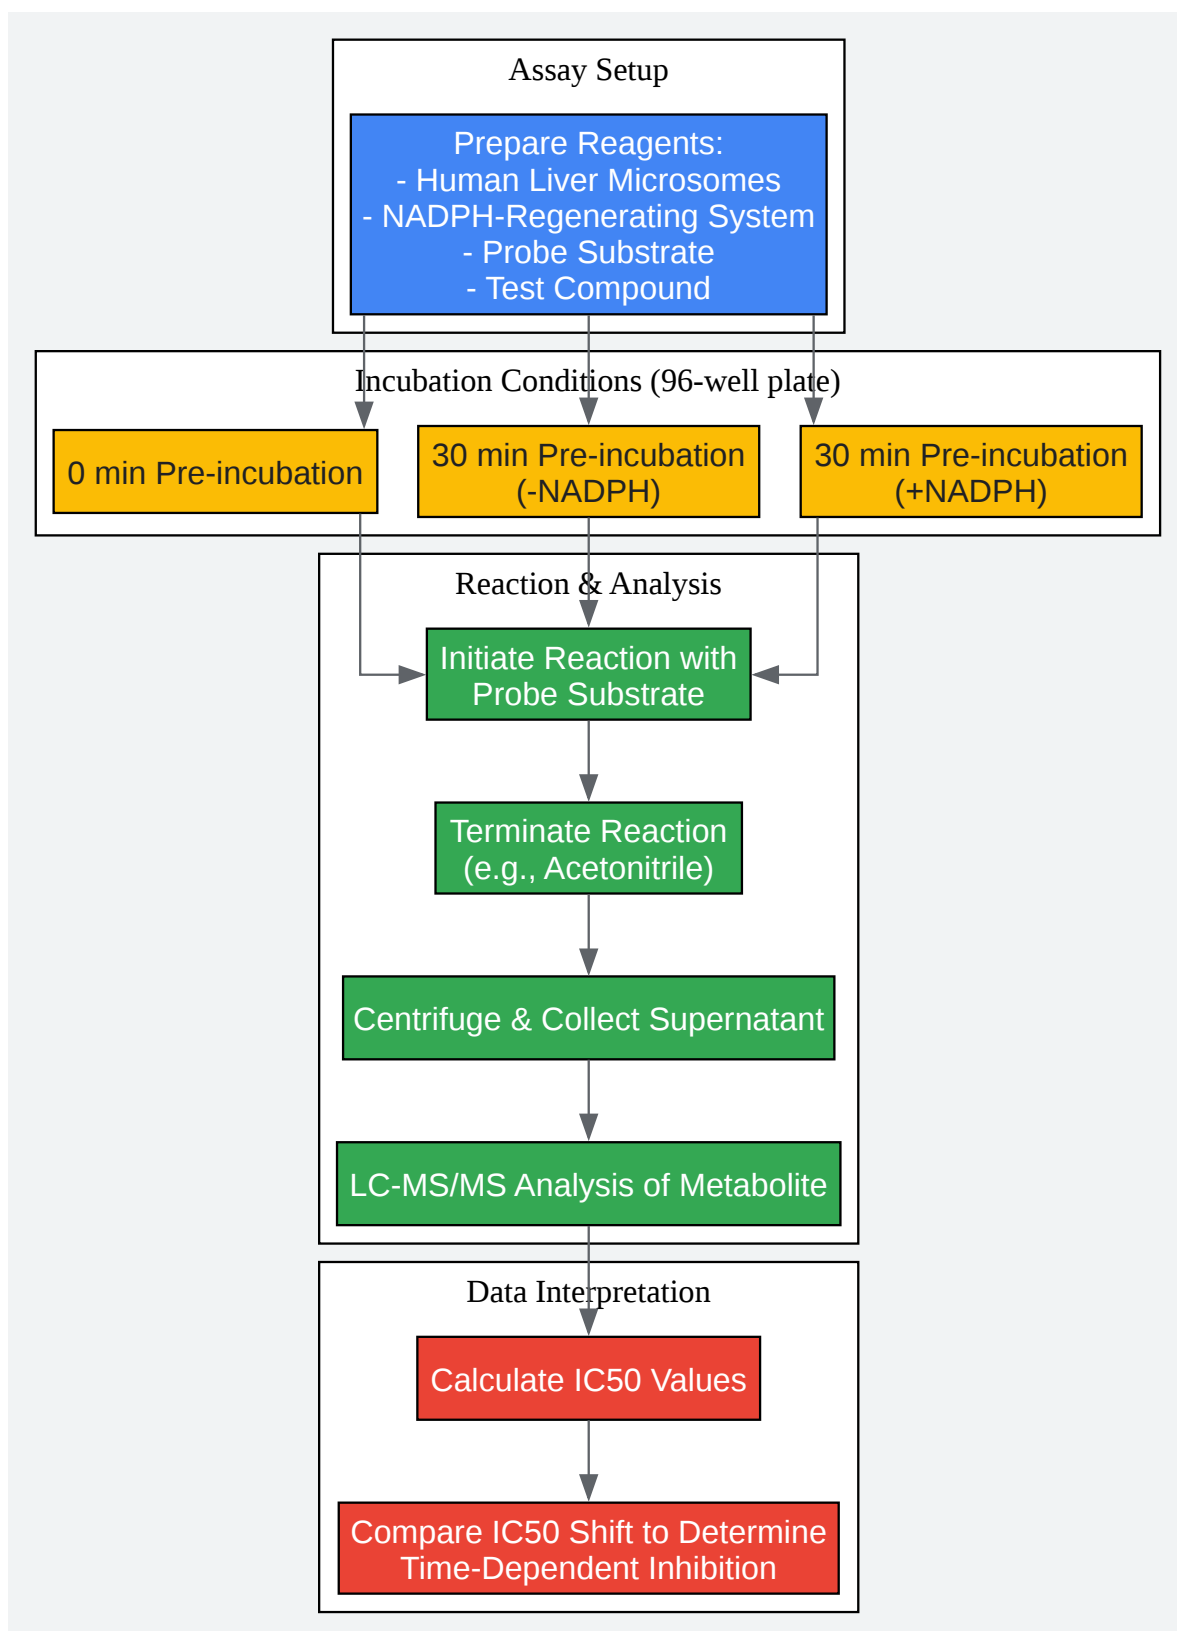 Assay Setup
Prepare Reagents:
- Human Liver Microsomes
- NADPH-Regenerating System
- Probe Substrate
- Test Compound
Incubation Conditions (96-well plate)
0 min Pre-incubation
30 min Pre-incubation
(-NADPH)
30 min Pre-incubation
(+NADPH)
Reaction & Analysis
Initiate Reaction with
Probe Substrate
Terminate Reaction
(e.g., Acetonitrile)
Centrifuge & Collect Supernatant
LC-MS/MS Analysis of Metabolite
Data Interpretation
Calculate IC50 Values
Compare IC50 Shift to Determine
Time-Dependent Inhibition